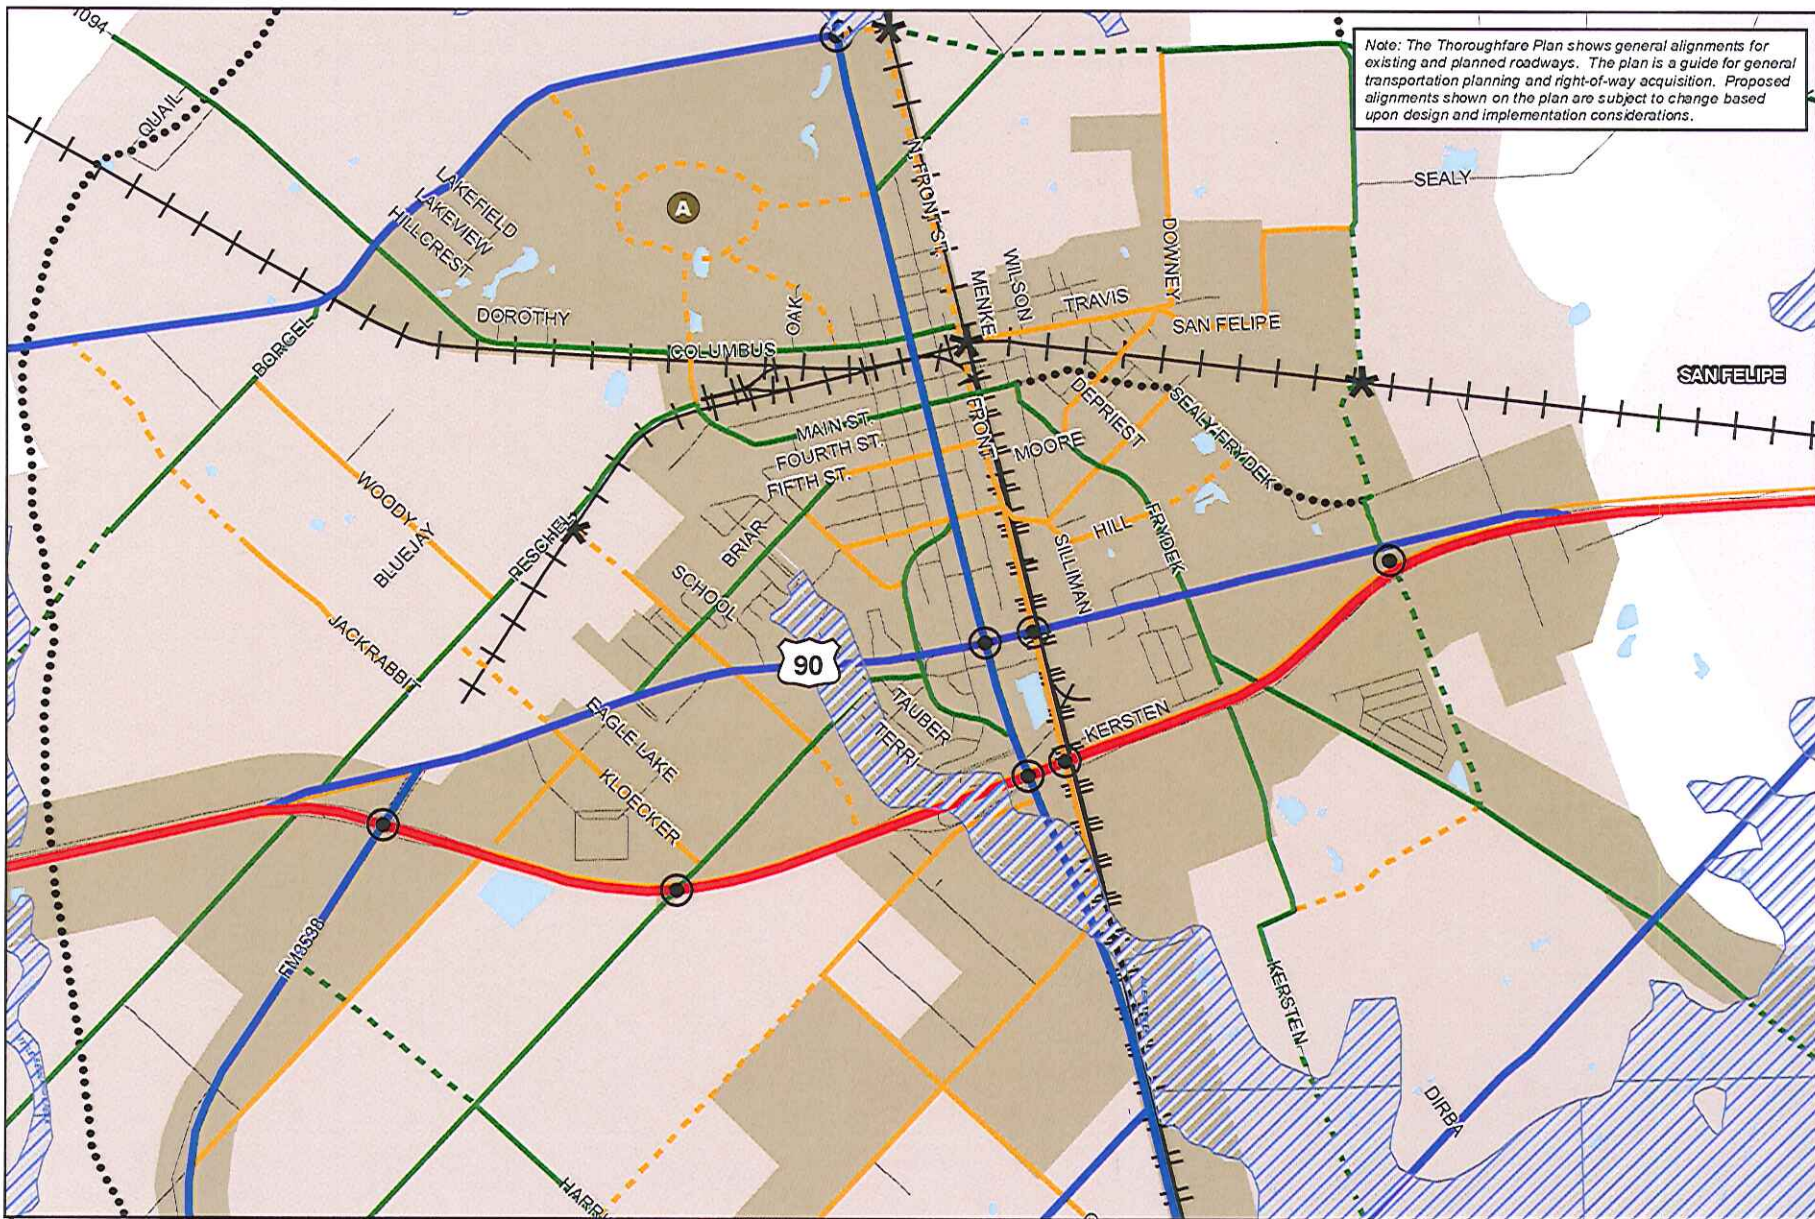 1094
Note: The Thoroughfare Plan shows general alignments for
existing and planned roadways. The plan is a guide for general
transportation planning and right-of-way acquisition. Proposed
alignments shown on the plan are subject to change based
upon design and implementation considerations.
QUAIL
N. FRONT ST.
SEALY
LAKEFIELD
LAKEVIEW
HILLCREST
A
DOWNEY
WILSON
MENKE
TRAVIS
SAN FELIPE
OAK
DOROTHY
COLUMBUS
BORGEL
SAN FELIPE
DEPRIEST
SEALY
FRYDEK
FRONT
MAIN ST.
FOURTH ST.
FIFTH ST.
MOORE
WOODY
BLUEJAY
RESCHEL
BRIAR
SCHOOL
HILL
FRYDEK
SILLIMAN
JACKRABBIT
90
EAGLE LAKE
TAUBER
TERRI
KERSTEN
KLOECKER
FM3538
KERSTEN
DIRBA